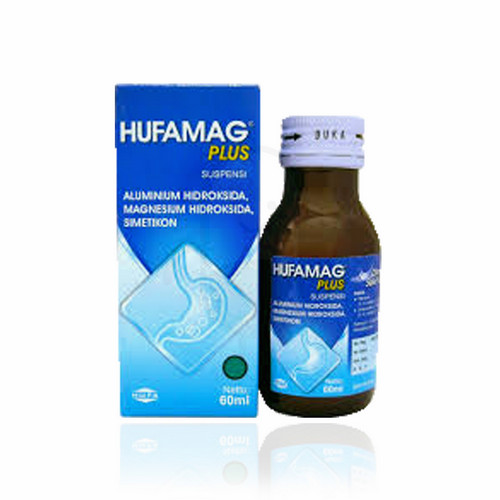 HUFAMAG®
PLUS
SUSPENSI
ALUMINIUM HIDROKSIDA,
MAGNESIUM HIDROKSIDA,
SIMETIKON
HUFA
Netto:
60ml
BUKA
HUFAMAG
PLUS
SUSPENSI
ALUMINIUM HIDROKSIDA,
MAGNESIUM HIDROKSIDA,
SIMETIKON
Netto:
60ml